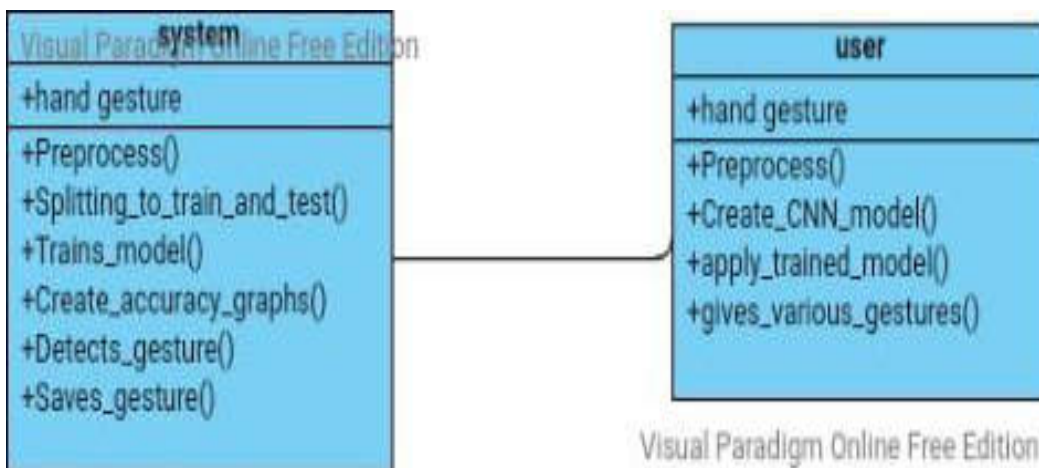 system
Visual Paradigm Online Free Edition
+hand gesture
+Preprocess()
+Splitting_to_train_and_test()
+Trains_model()
+Create_accuracy_graphs()
+Detects_gesture()
+Saves_gesture()
user
+hand gesture
+Preprocess()
+Create_CNN_model()
+apply_trained_model()
+gives_various_gestures()
Visual Paradigm Online Free Edition